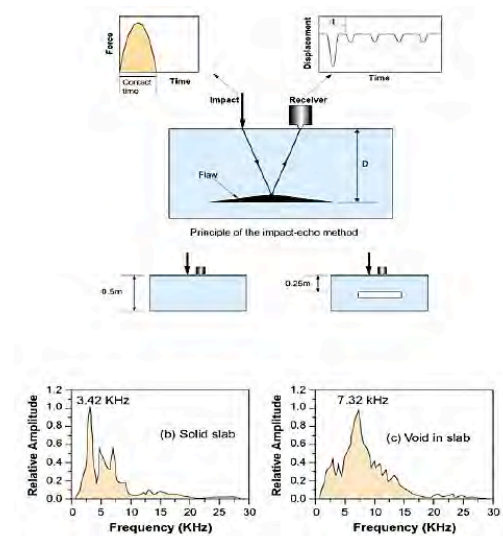 Force
Contact
time
Time
Displacement
t
Time
Impact
Receiver
D
Flaw
Principle of the impact-echo method
0.5m
0.25m
1.2
1.0
0.8
0.6
0.4
0.2
0.0
Relative Amplitude
3.42 KHz
(b) Solid slab
0 5 10 15 20 25 30
Frequency (KHz)
1.2
1.0
0.8
0.6
0.4
0.2
0.0
Relative Amplitude
7.32 kHz
(c) Void in slab
0 5 10 15 20 25 30
Frequency (KHz)